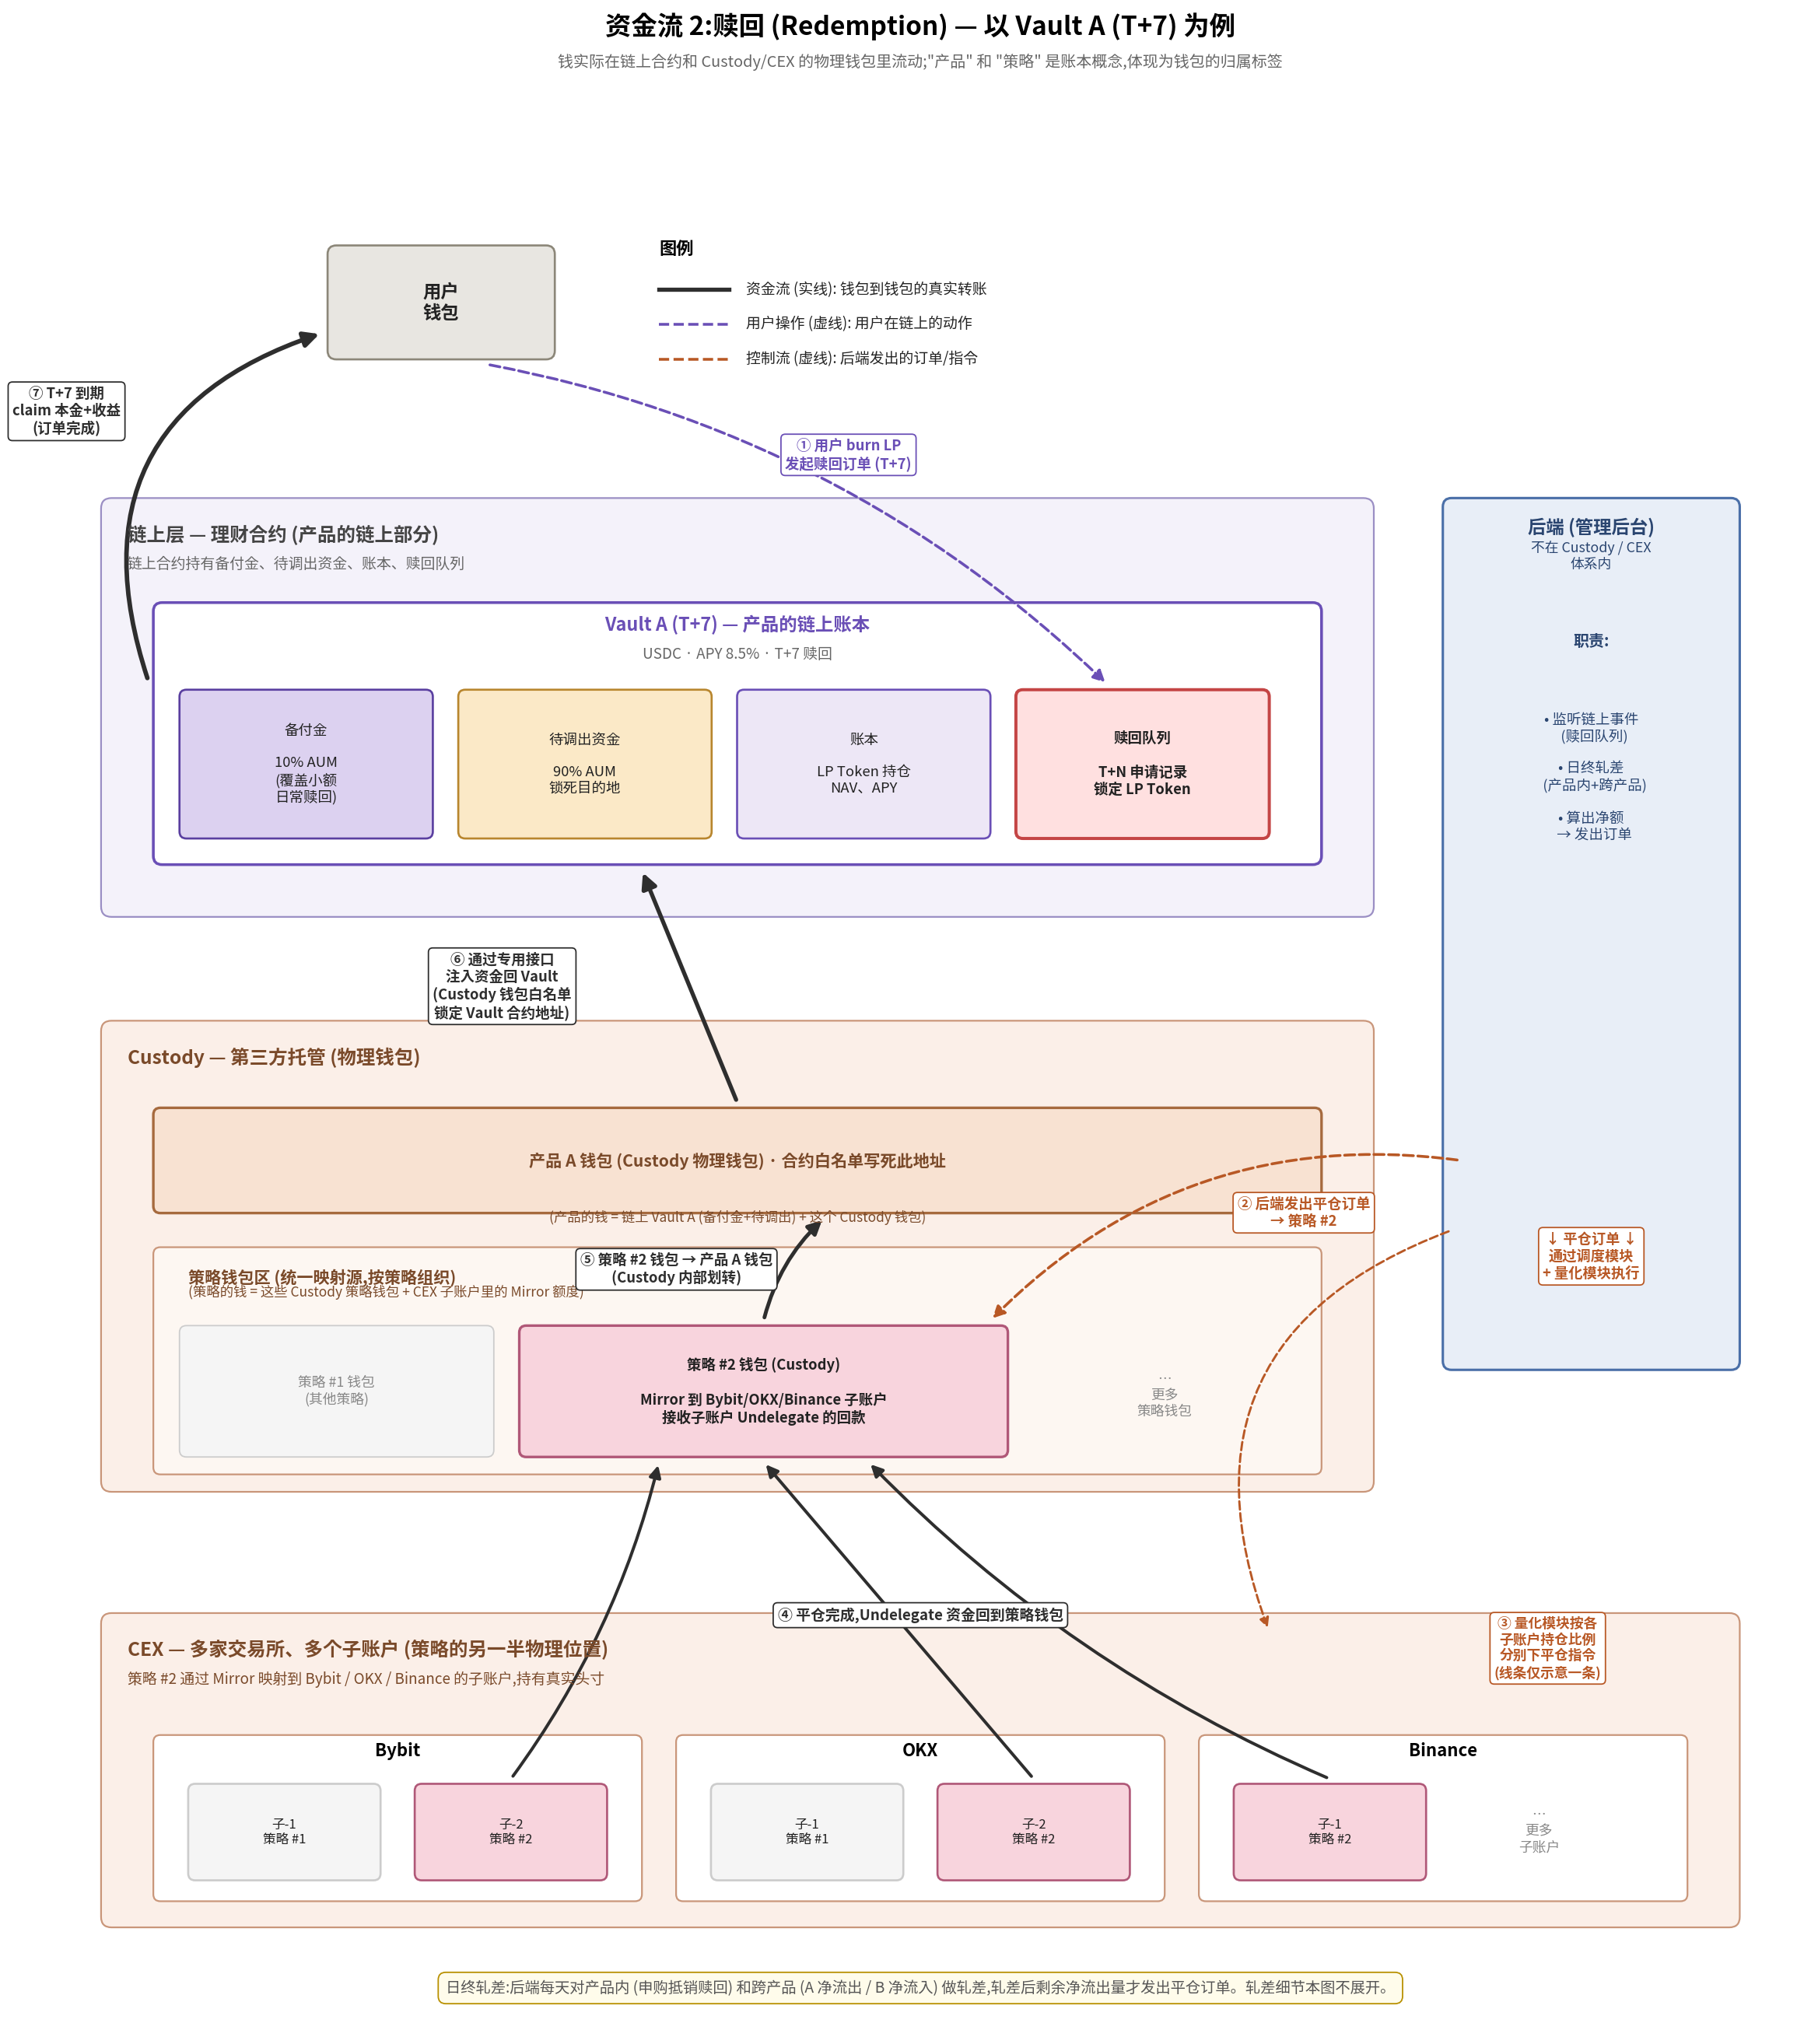 资金流 2:赎回 (Redemption) — 以 Vault A (T+7) 为例
钱实际在链上合约和 Custody/CEX 的物理钱包里流动;"产品" 和 "策略" 是账本概念,体现为钱包的归属标签
用户
钱包
图例
资金流 (实线): 钱包到钱包的真实转账
用户操作 (虚线): 用户在链上的动作
控制流 (虚线): 后端发出的订单/指令
⑦ T+7 到期
claim 本金+收益
(订单完成)
① 用户 burn LP
发起赎回订单 (T+7)
链上层 — 理财合约 (产品的链上部分)
链上合约持有备付金、待调出资金、账本、赎回队列
Vault A (T+7) — 产品的链上账本
USDC · APY 8.5% · T+7 赎回
备付金
10% AUM
(覆盖小额
日常赎回)
待调出资金
90% AUM
锁死目的地
账本
LP Token 持仓
NAV、APY
赎回队列
T+N 申请记录
锁定 LP Token
后端 (管理后台)
不在 Custody / CEX
体系内
职责:
• 监听链上事件
(赎回队列)
• 日终轧差
(产品内+跨产品)
• 算出净额
→ 发出订单
⑥ 通过专用接口
注入资金回 Vault
(Custody 钱包白名单
锁定 Vault 合约地址)
Custody — 第三方托管 (物理钱包)
产品 A 钱包 (Custody 物理钱包) · 合约白名单写死此地址
(产品的钱 = 链上 Vault A (备付金+待调出) + 这个 Custody 钱包)
② 后端发出平仓订单
→ 策略 #2
↓ 平仓订单 ↓
通过调度模块
+ 量化模块执行
⑤ 策略 #2 钱包 → 产品 A 钱包
(Custody 内部划转)
策略钱包区 (统一映射源,按策略组织)
(策略的钱 = 这些 Custody 策略钱包 + CEX 子账户里的 Mirror 额度)
策略 #1 钱包
(其他策略)
策略 #2 钱包 (Custody)
Mirror 到 Bybit/OKX/Binance 子账户
接收子账户 Undelegate 的回款
...
更多
策略钱包
④ 平仓完成,Undelegate 资金回到策略钱包
③ 量化模块按各
子账户持仓比例
分别下平仓指令
(线条仅示意一条)
CEX — 多家交易所、多个子账户 (策略的另一半物理位置)
策略 #2 通过 Mirror 映射到 Bybit / OKX / Binance 的子账户,持有真实头寸
Bybit
子-1
策略 #1
子-2
策略 #2
OKX
子-1
策略 #1
子-2
策略 #2
Binance
子-1
策略 #2
...
更多
子账户
日终轧差:后端每天对产品内 (申购抵销赎回) 和跨产品 (A 净流出 / B 净流入) 做轧差,轧差后剩余净流出量才发出平仓订单。轧差细节本图不展开。